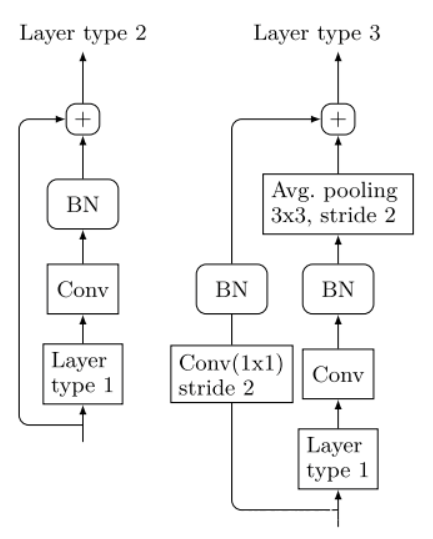 Layer type 2
+
BN
Conv
Layer
type 1
Layer type 3
+
Avg. pooling
3x3, stride 2
BN
BN
Conv(1x1)
stride 2
Conv
Layer
type 1